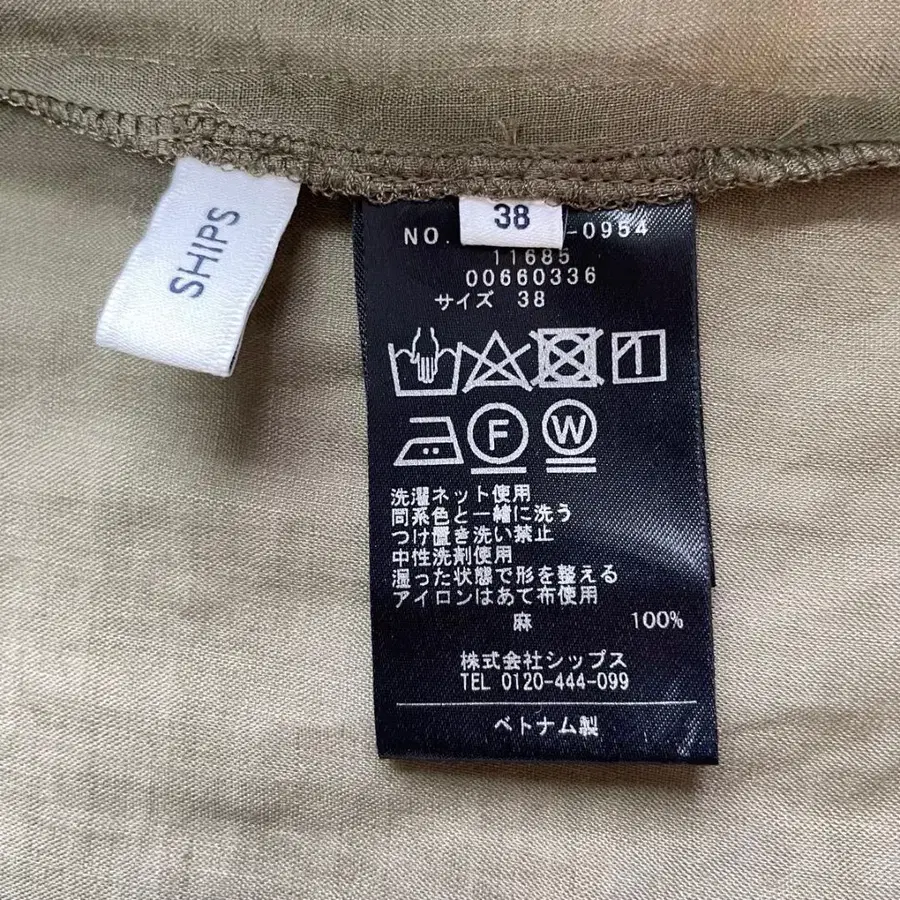 SHIPS
38
NO. -0954
11685
00660336
サイズ 38
F W
洗濯ネット使用
同系色と一緒に洗う
つけ置き洗い禁止
中性洗剤使用
湿った状態で形を整える
アイロンはあて布使用
麻 100%
株式会社シップス
TEL 0120-444-099
ベトナム製